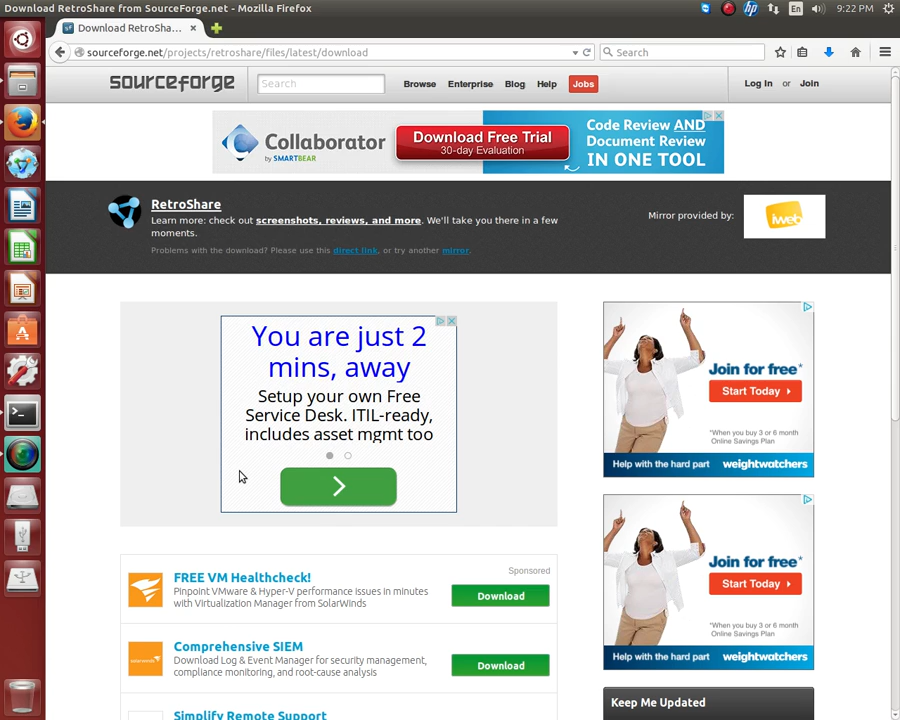 Download RetroShare from SourceForge.net - Mozilla Firefox
En
9:22 PM
Download RetroSha...
sourceforge.net/projects/retroshare/files/latest/download
Search
sourceforge
Search
Browse
Enterprise
Blog
Help
Jobs
Log In or Join
Collaborator
by SMARTBEAR
Download Free Trial
30-day Evaluation
Code Review AND
Document Review
IN ONE TOOL
RetroShare
Learn more: check out screenshots, reviews, and more. We'll take you there in a few
moments.
Problems with the download? Please use this direct link, or try another mirror.
Mirror provided by:
iweb
You are just 2
mins, away
Setup your own Free
Service Desk. ITIL-ready,
includes asset mgmt too
Join for free*
Start Today
*When you buy 3 or 6 month
Online Savings Plan
Help with the hard part weightwatchers
Join for free*
Start Today
*When you buy 3 or 6 month
Online Savings Plan
Help with the hard part weightwatchers
Sponsored
FREE VM Healthcheck!
Pinpoint VMware & Hyper-V performance issues in minutes
with Virtualization Manager from SolarWinds
Download
Comprehensive SIEM
Download Log & Event Manager for security management,
compliance monitoring, and root-cause analysis
Download
Simplify Remote Support
Keep Me Updated